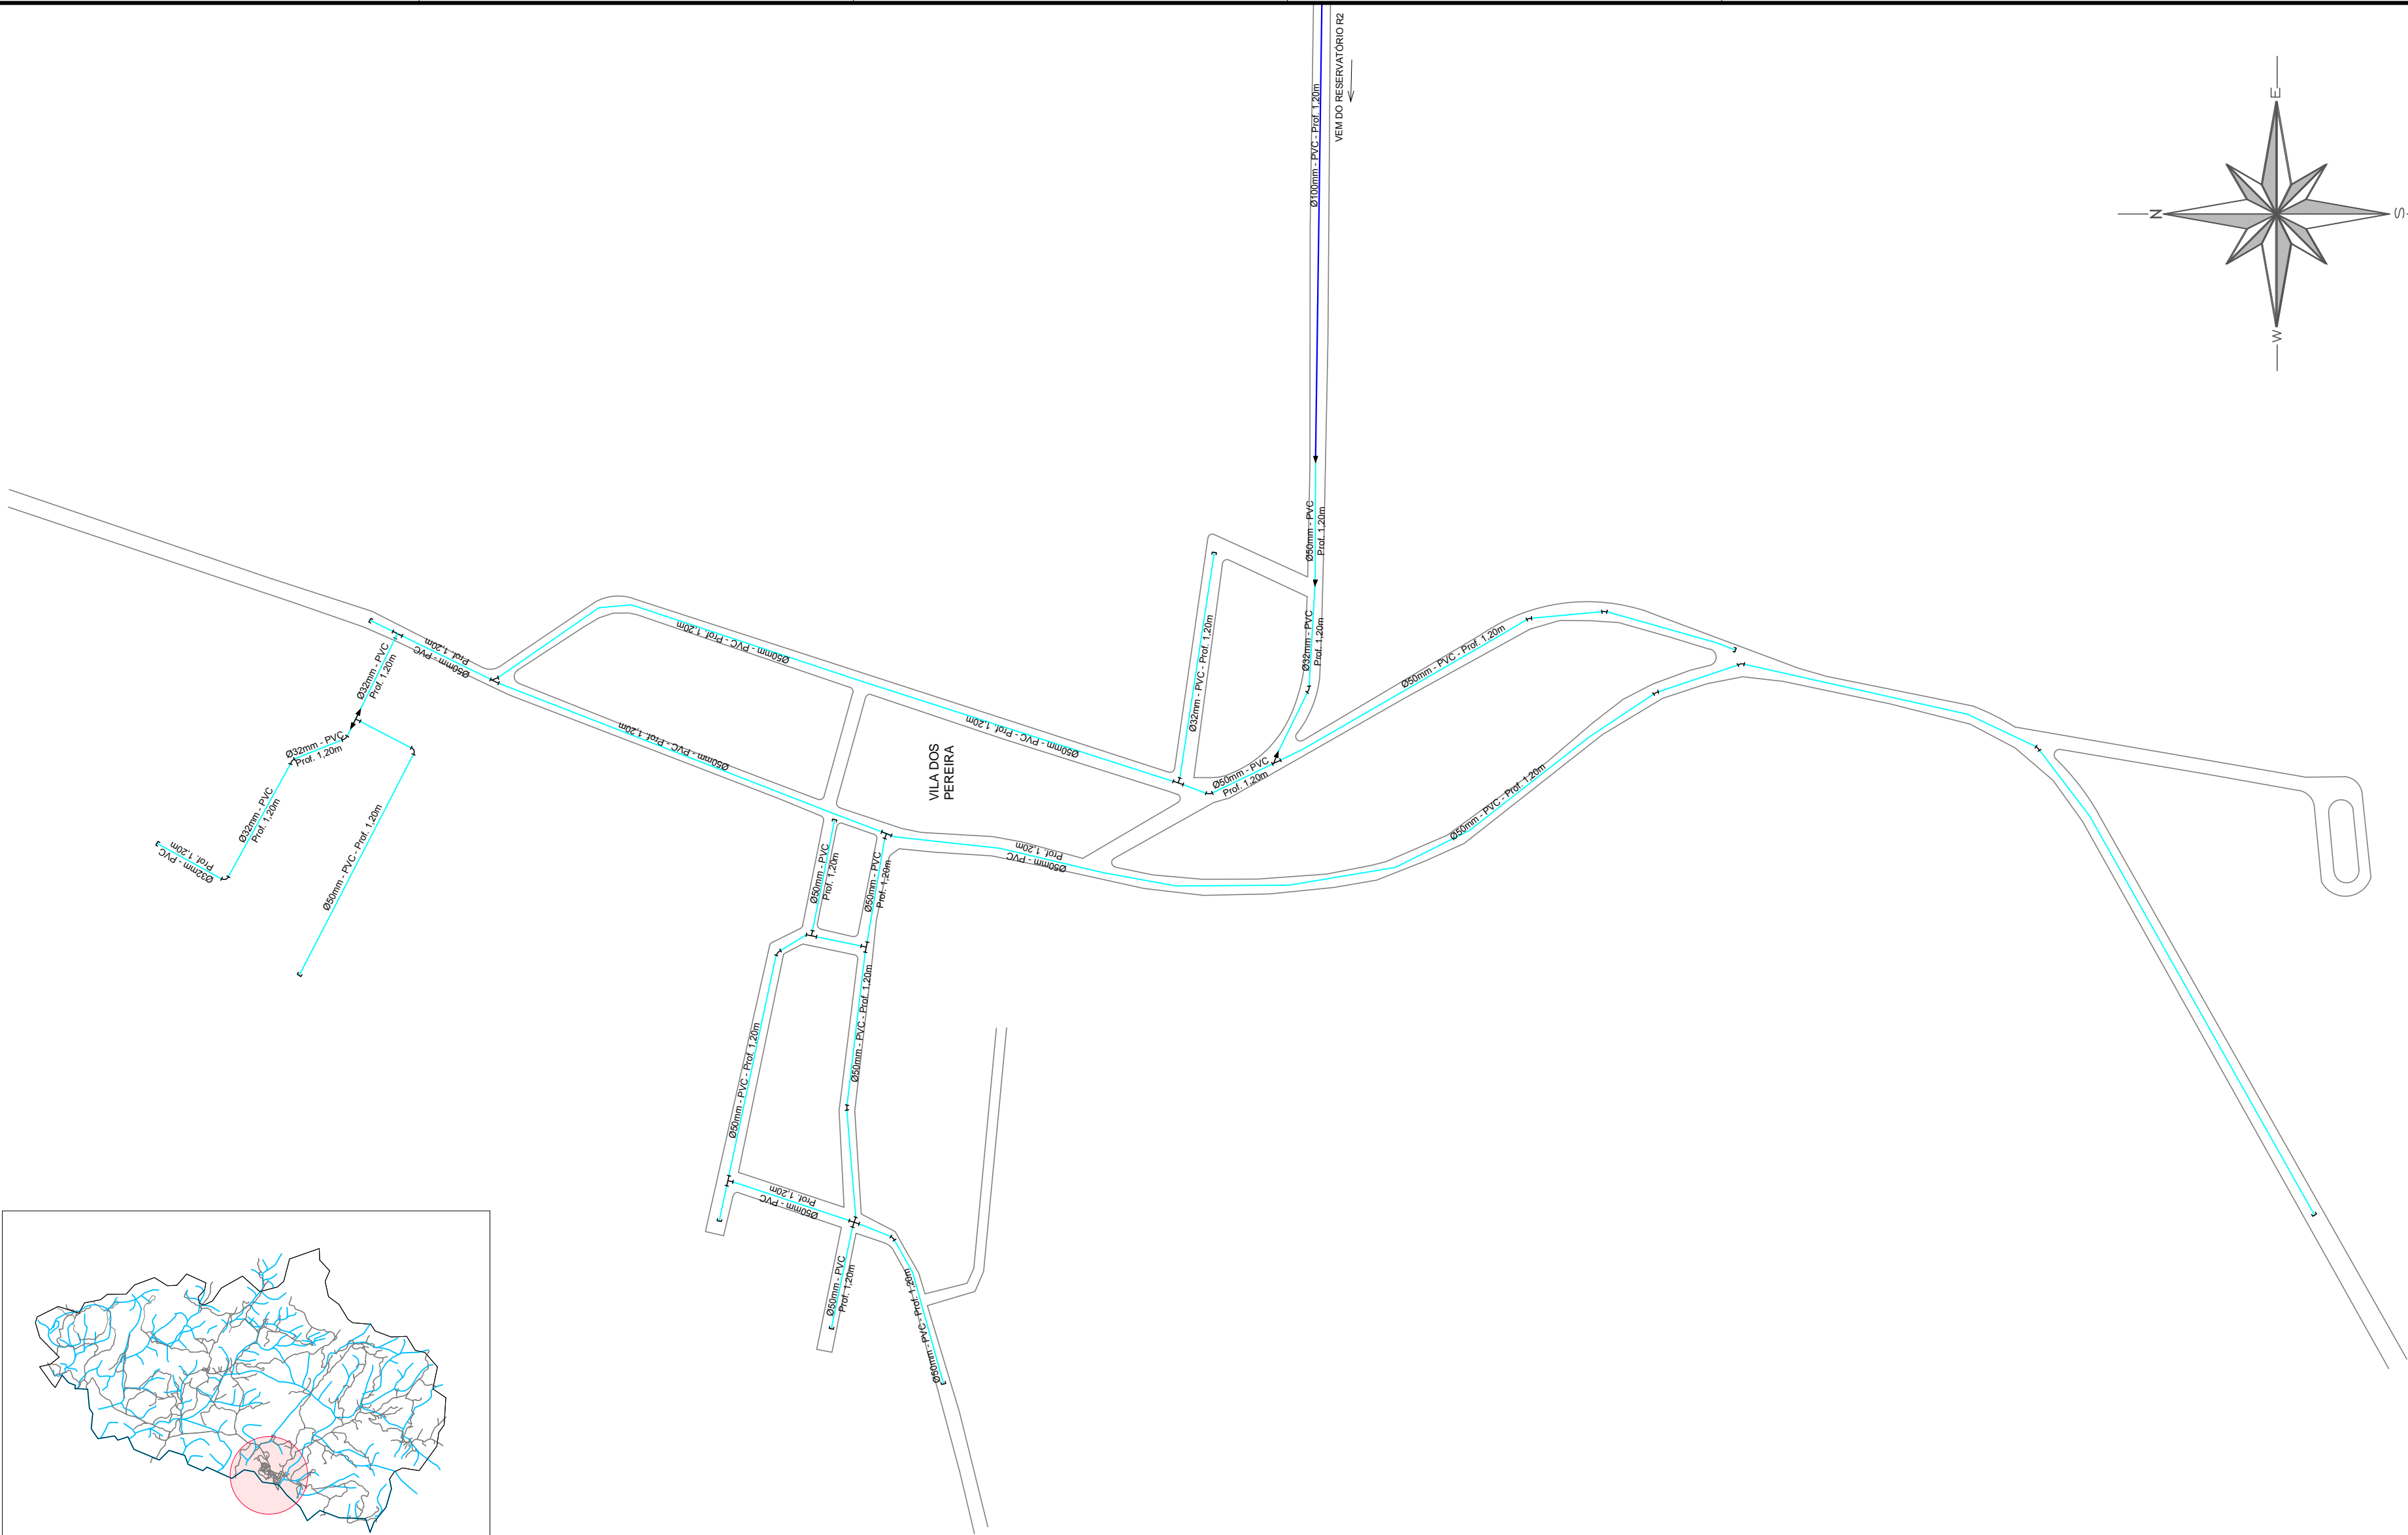 VEM DO RESERVATÓRIO R2
Ø100mm - PVC - Prof. 1,20m
E
N
S
W
Ø50mm - PVC
Prof. 1,20m
Ø32mm - PVC
Prof. 1,20m
Ø32mm - PVC - Prof. 1,20m
Ø50mm - PVC - Prof. 1,20m
Ø50mm - PVC
Prof. 1,20m
Ø32mm - PVC
Prof. 1,20m
Ø50mm - PVC - Prof. 1,20m
Ø50mm - PVC - Prof. 1,20m
Ø50mm - PVC - Prof. 1,20m
Ø50mm - PVC
Prof. 1,20m
Ø32mm - PVC
Prof. 1,20m
VILA DOS
PEREIRA
Ø32mm - PVC
Prof. 1,20m
Ø32mm - PVC
Prof. 1,20m
Ø50mm - PVC - Prof. 1,20m
Ø50mm - PVC - Prof. 1,20m
Ø50mm - PVC
Prof. 1,20m
Ø50mm - PVC
Prof. 1,20m
Ø50mm - PVC
Prof. 1,20m
Ø50mm - PVC - Prof. 1,20m
Ø50mm - PVC - Prof. 1,20m
Ø50mm - PVC
Prof. 1,20m
Ø50mm - PVC
Prof. 1,20m
Ø50mm - PVC - Prof. 1,20m